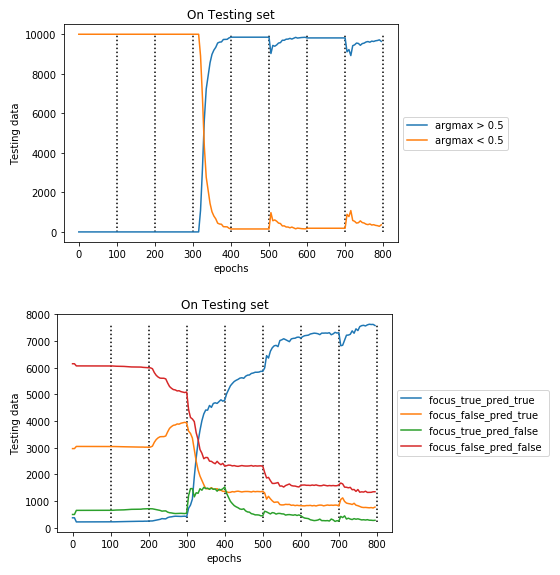 On Testing set
10000
8000
6000
4000
2000
0
Testing data
0 100 200 300 400 500 600 700 800
epochs
argmax > 0.5
argmax < 0.5
On Testing set
8000
7000
6000
5000
4000
3000
2000
1000
0
Testing data
0 100 200 300 400 500 600 700 800
epochs
focus_true_pred_true
focus_false_pred_true
focus_true_pred_false
focus_false_pred_false